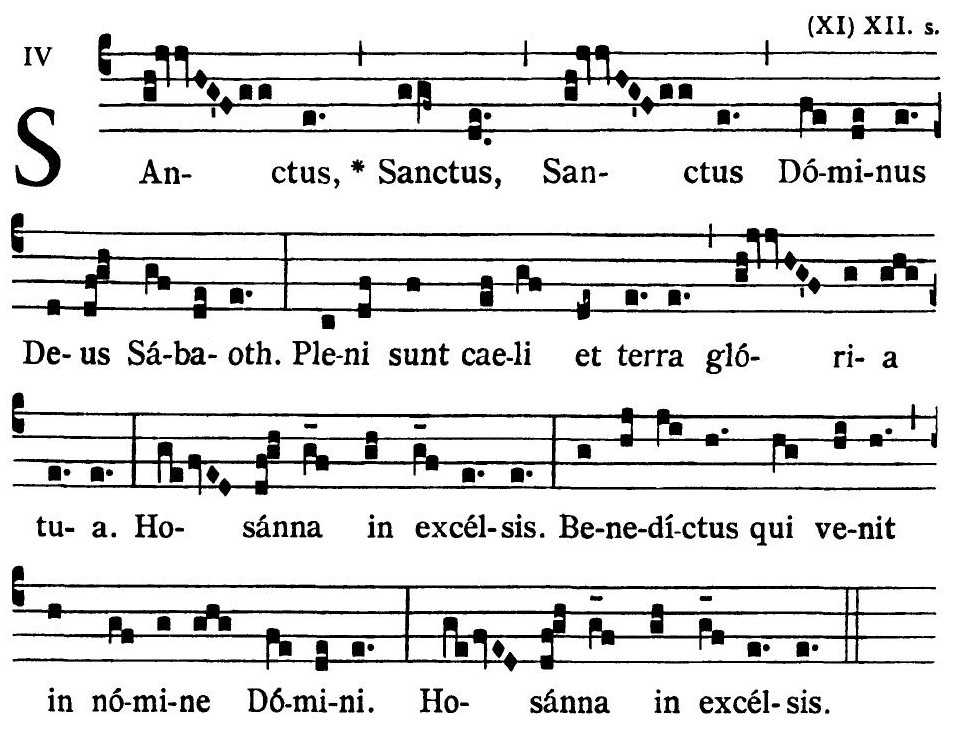 (XI) XII. s.
IV
SAn- ctus, * Sanctus, San- ctus Dó-mi-nus
De- us Sá-ba- oth. Ple-ni sunt cae-li et terra gló- ri- a
tu- a. Ho- sánna in excél- sis. Be-ne-dí-ctus qui ve-nit
in nó-mi-ne Dó-mi-ni. Ho- sánna in excél- sis.